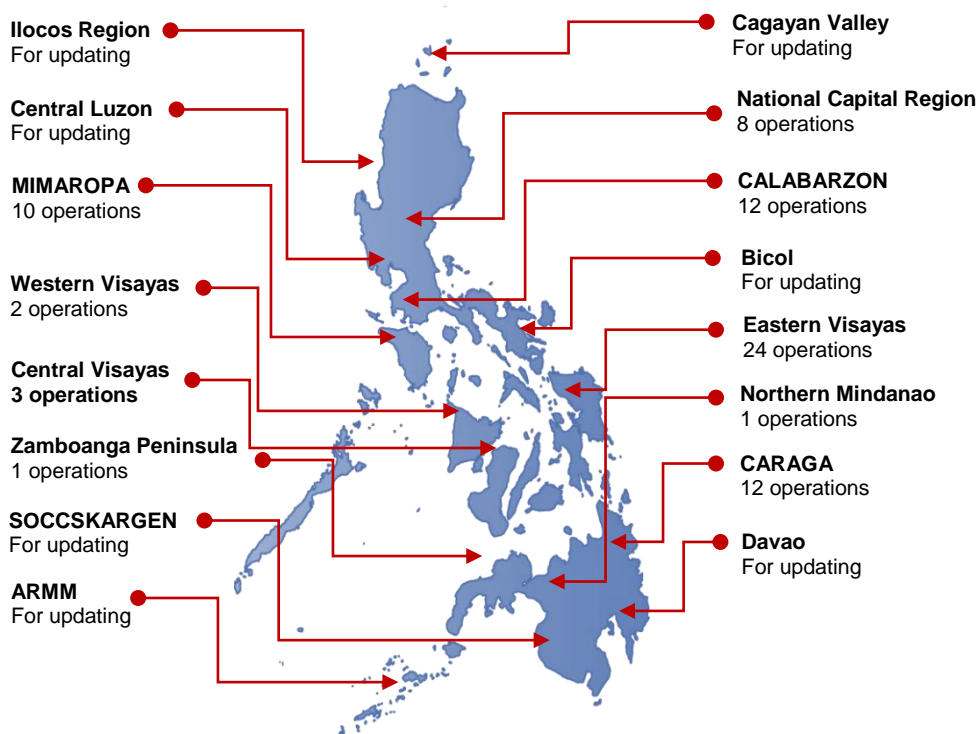 Ilocos Region
For updating
Central Luzon
For updating
MIMAROPA
10 operations
Western Visayas
2 operations
Central Visayas
3 operations
Zamboanga Peninsula
1 operations
SOCCSKARGEN
For updating
ARMM
For updating
Cagayan Valley
For updating
National Capital Region
8 operations
CALABARZON
12 operations
Bicol
For updating
Eastern Visayas
24 operations
Northern Mindanao
1 operations
CARAGA
12 operations
Davao
For updating